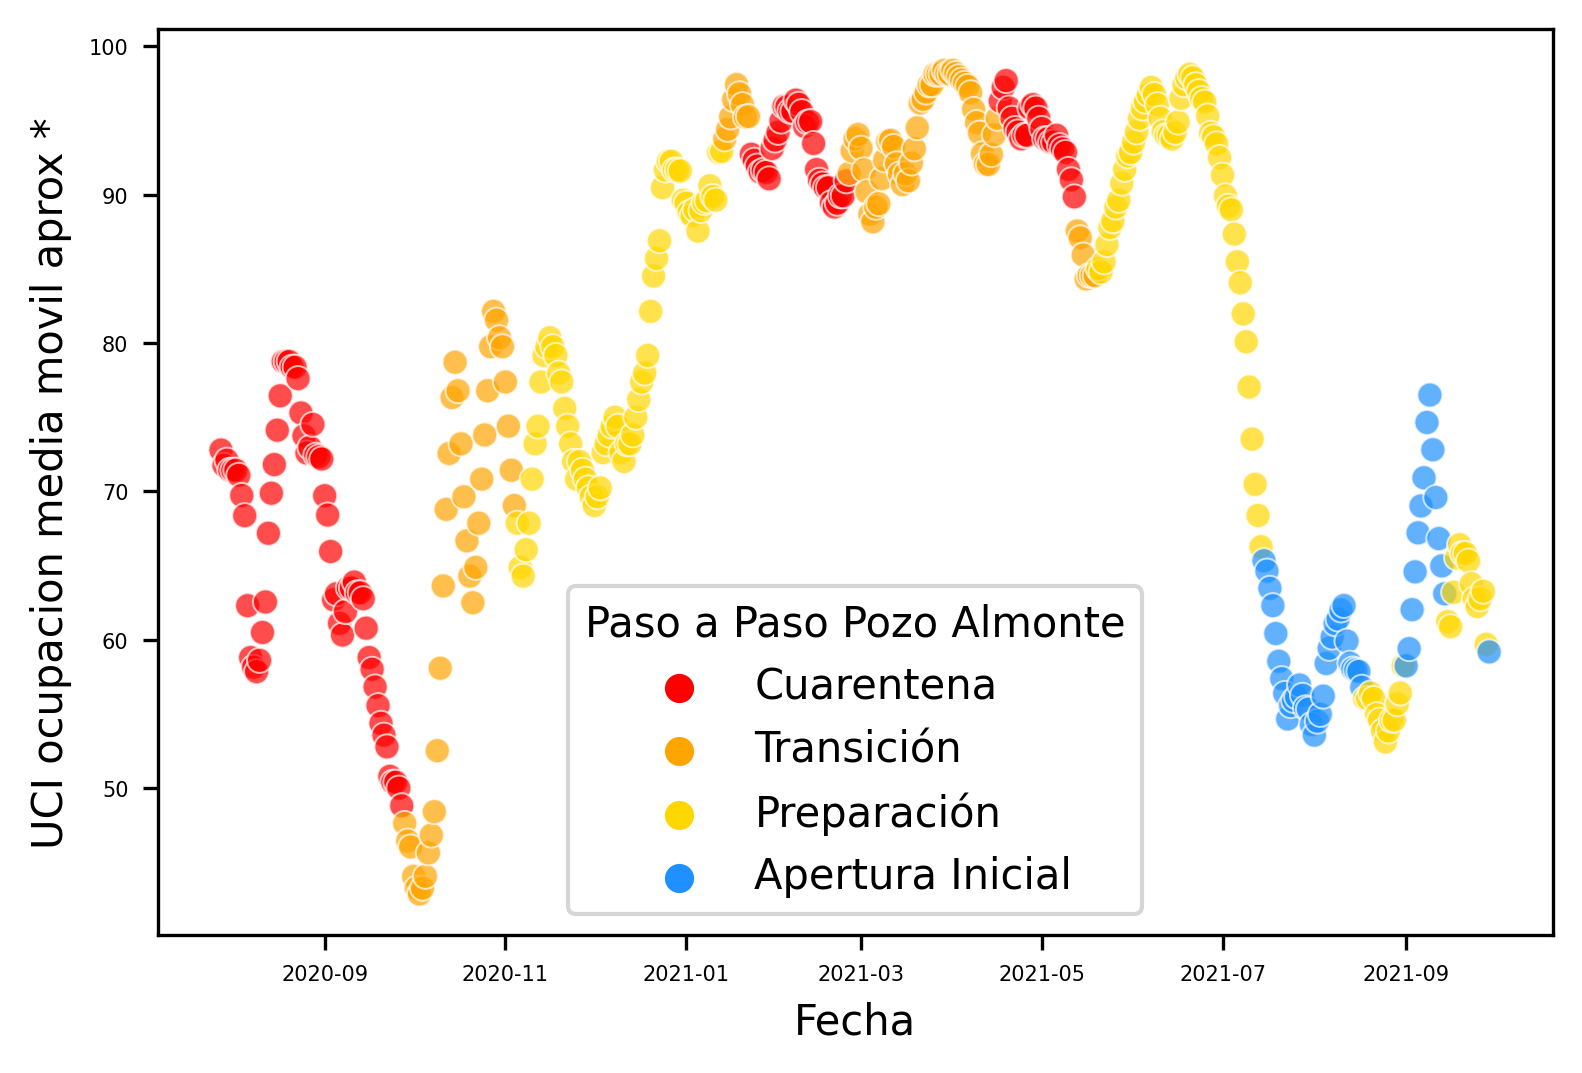 100
90
80
70
60
50
UCI ocupacion media movil aprox *
Paso a Paso Pozo Almonte
Cuarentena
Transición
Preparación
Apertura Inicial
2020-09
2020-11
2021-01
2021-03
2021-05
2021-07
2021-09
Fecha